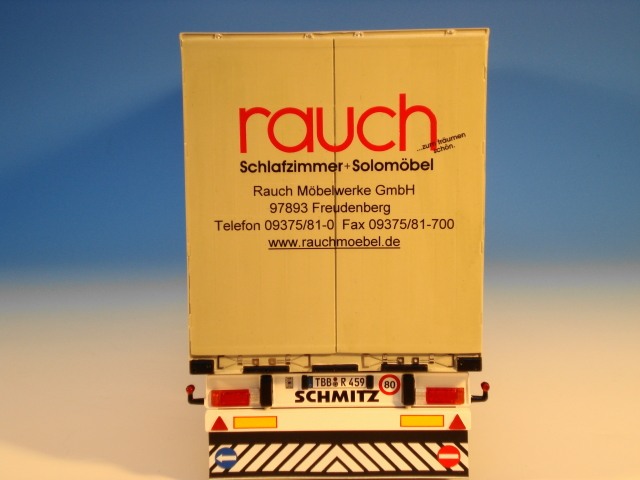 rauch
...zum träumen
schön.
Schlafzimmer+Solomöbel
Rauch Möbelwerke GmbH
97893 Freudenberg
Telefon 09375/81-0 Fax 09375/81-700
www.rauchmoebel.de
TBB R 459
80
SCHMITZ